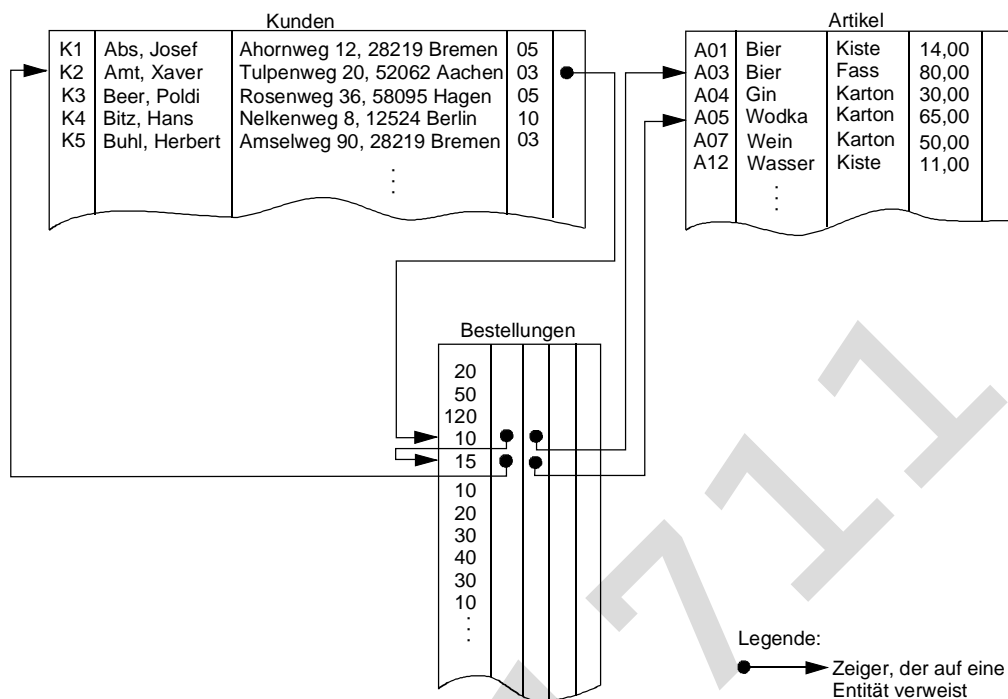 Kunden
K1 Abs, Josef Ahornweg 12, 28219 Bremen 05
K2 Amt, Xaver Tulpenweg 20, 52062 Aachen 03
K3 Beer, Poldi Rosenweg 36, 58095 Hagen 05
K4 Bitz, Hans Nelkenweg 8, 12524 Berlin 10
K5 Buhl, Herbert Amselweg 90, 28219 Bremen 03
Artikel
A01 Bier Kiste 14,00
A03 Bier Fass 80,00
A04 Gin Karton 30,00
A05 Wodka Karton 65,00
A07 Wein Karton 50,00
A12 Wasser Kiste 11,00
Bestellungen
20
50
120
10
15
10
20
30
40
30
10
Legende:
Zeiger, der auf eine
Entität verweist
711